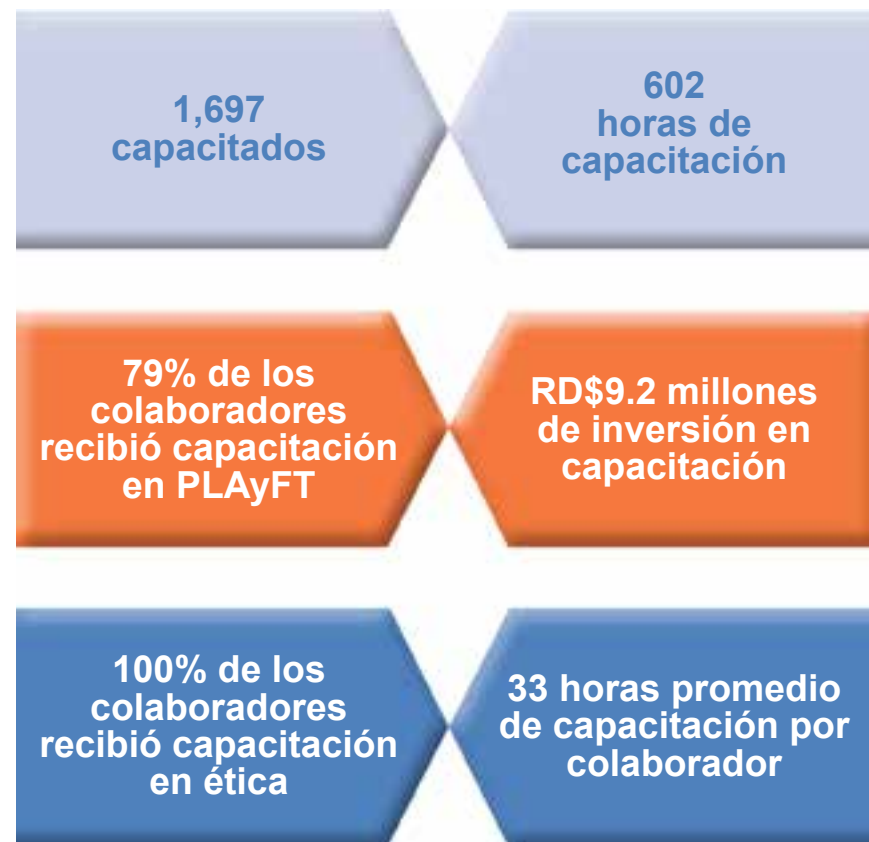 1,697
capacitados
602
horas de
capacitación
79% de los
colaboradores
recibió capacitación
en PLAyFT
RD$9.2 millones
de inversión en
capacitación
100% de los
colaboradores
recibió capacitación
en ética
33 horas promedio
de capacitación por
colaborador